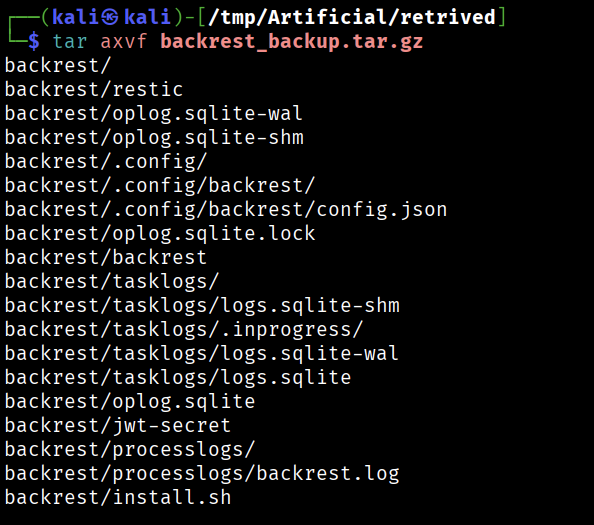 ┌──(kali㉿kali)-[/tmp/Artificial/retrived]
└─$ tar axvf backrest_backup.tar.gz
backrest/
backrest/restic
backrest/oplog.sqlite-wal
backrest/oplog.sqlite-shm
backrest/.config/
backrest/.config/backrest/
backrest/.config/backrest/config.json
backrest/oplog.sqlite.lock
backrest/backrest
backrest/tasklogs/
backrest/tasklogs/logs.sqlite-shm
backrest/tasklogs/.inprogress/
backrest/tasklogs/logs.sqlite-wal
backrest/tasklogs/logs.sqlite
backrest/oplog.sqlite
backrest/jwt-secret
backrest/processlogs/
backrest/processlogs/backrest.log
backrest/install.sh